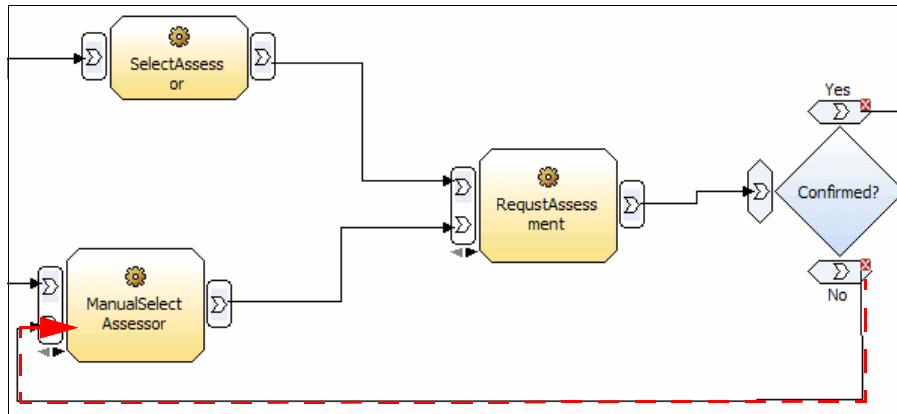 SelectAssess
or
Yes
RequstAssess
ment
Confirmed?
ManualSelect
Assessor
No